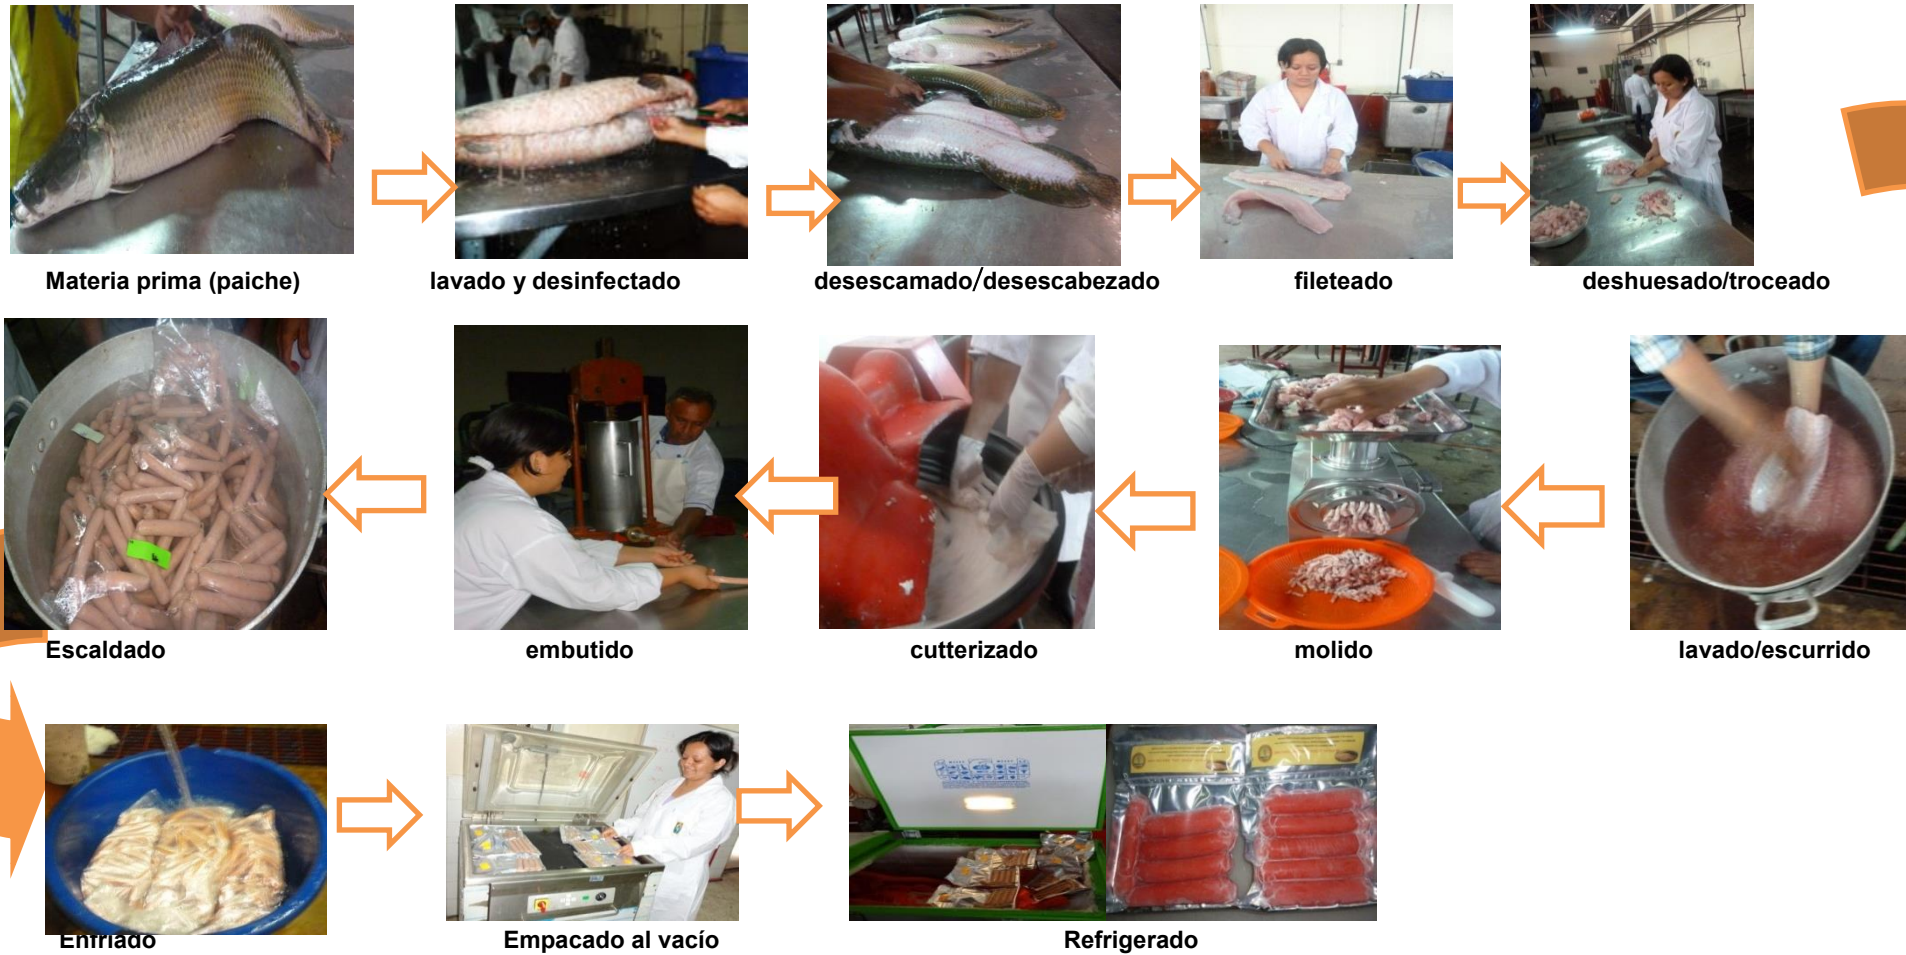 Materia prima (paiche)
lavado y desinfectado
desescamado/desescabezado
fileteado
deshuesado/troceado
Escaldado
embutido
cutterizado
molido
lavado/escurrido
Enfriado
Empacado al vacío
Refrigerado